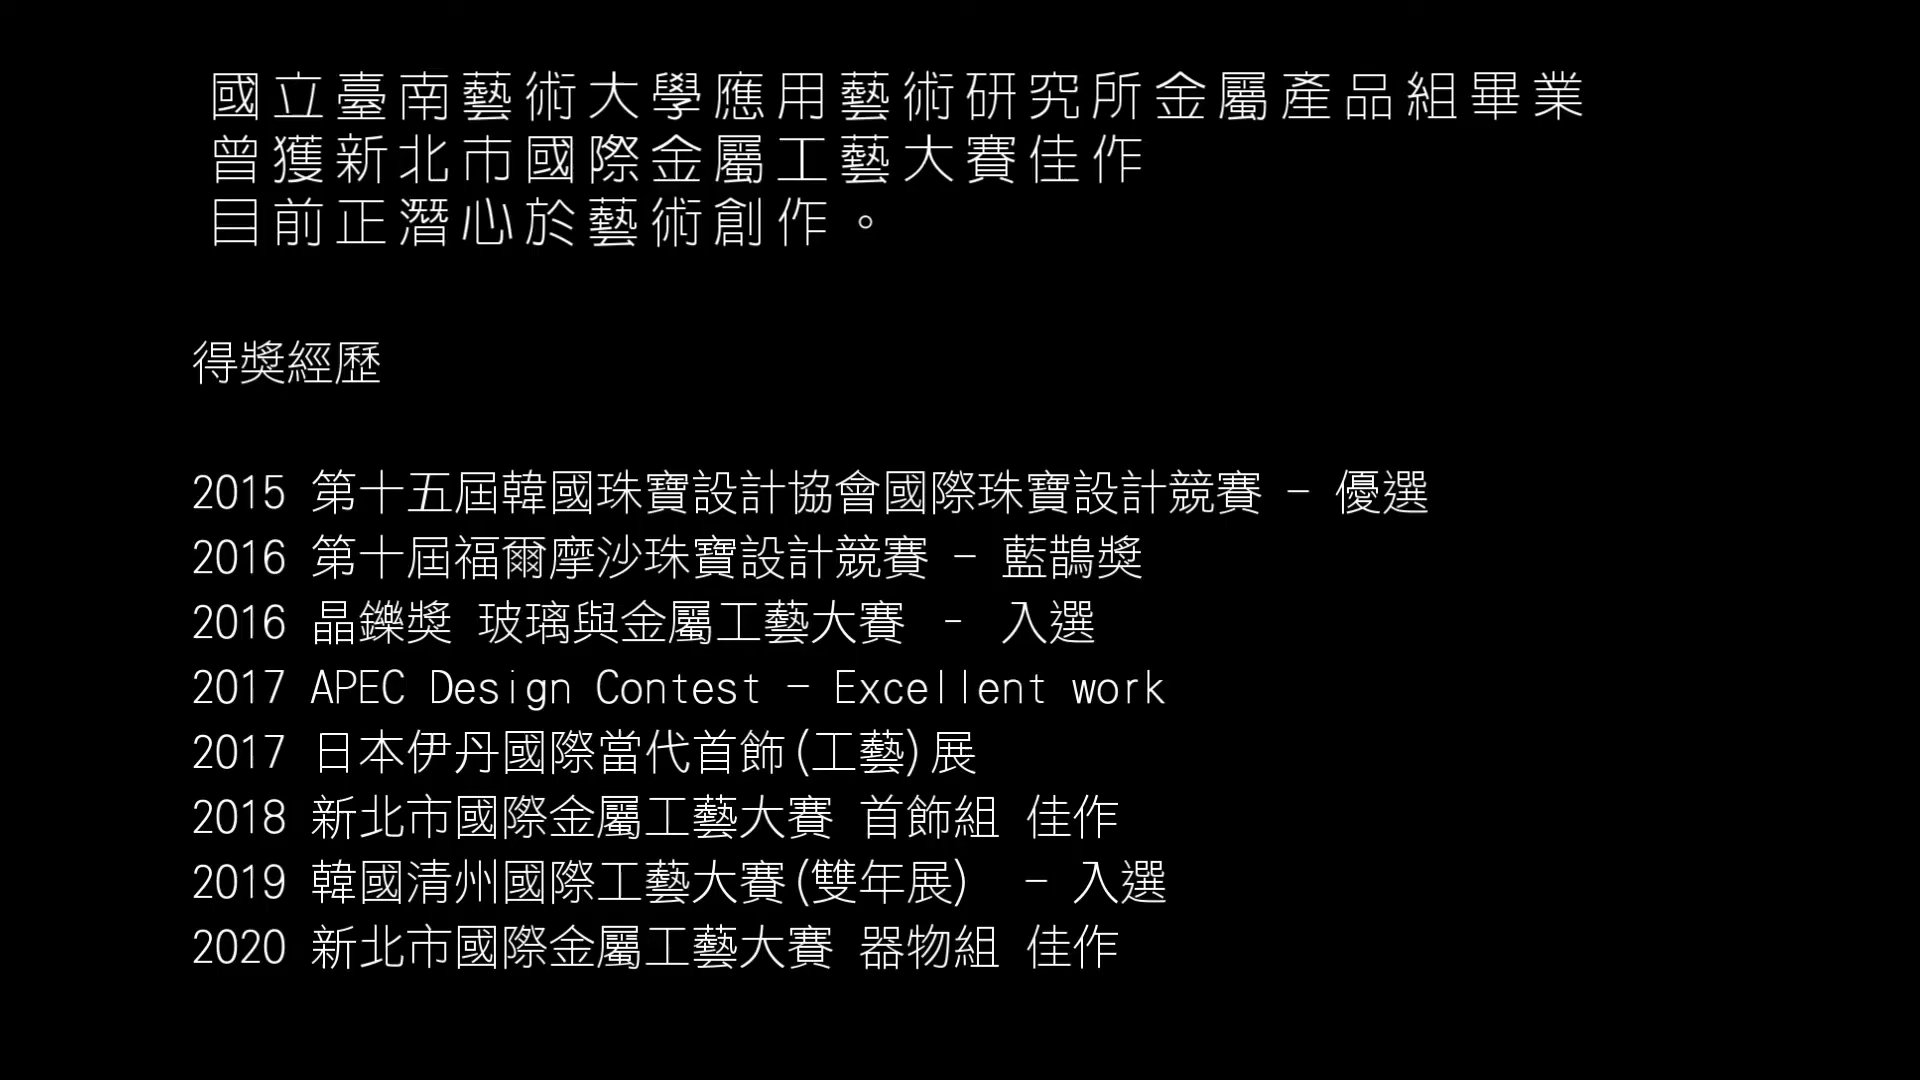 國立臺南藝術大學應用藝術研究所金屬產品組畢業
曾獲新北市國際金屬工藝大賽佳作
目前正潛心於藝術創作。
得獎經歷
2015 第十五屆韓國珠寶設計協會國際珠寶設計競賽 – 優選
2016 第十屆福爾摩沙珠寶設計競賽 – 藍鵲獎
2016 晶鑠獎 玻璃與金屬工藝大賽 - 入選
2017 APEC Design Contest – Excellent work
2017 日本伊丹國際當代首飾(工藝)展
2018 新北市國際金屬工藝大賽 首飾組 佳作
2019 韓國清州國際工藝大賽(雙年展) – 入選
2020 新北市國際金屬工藝大賽 器物組 佳作